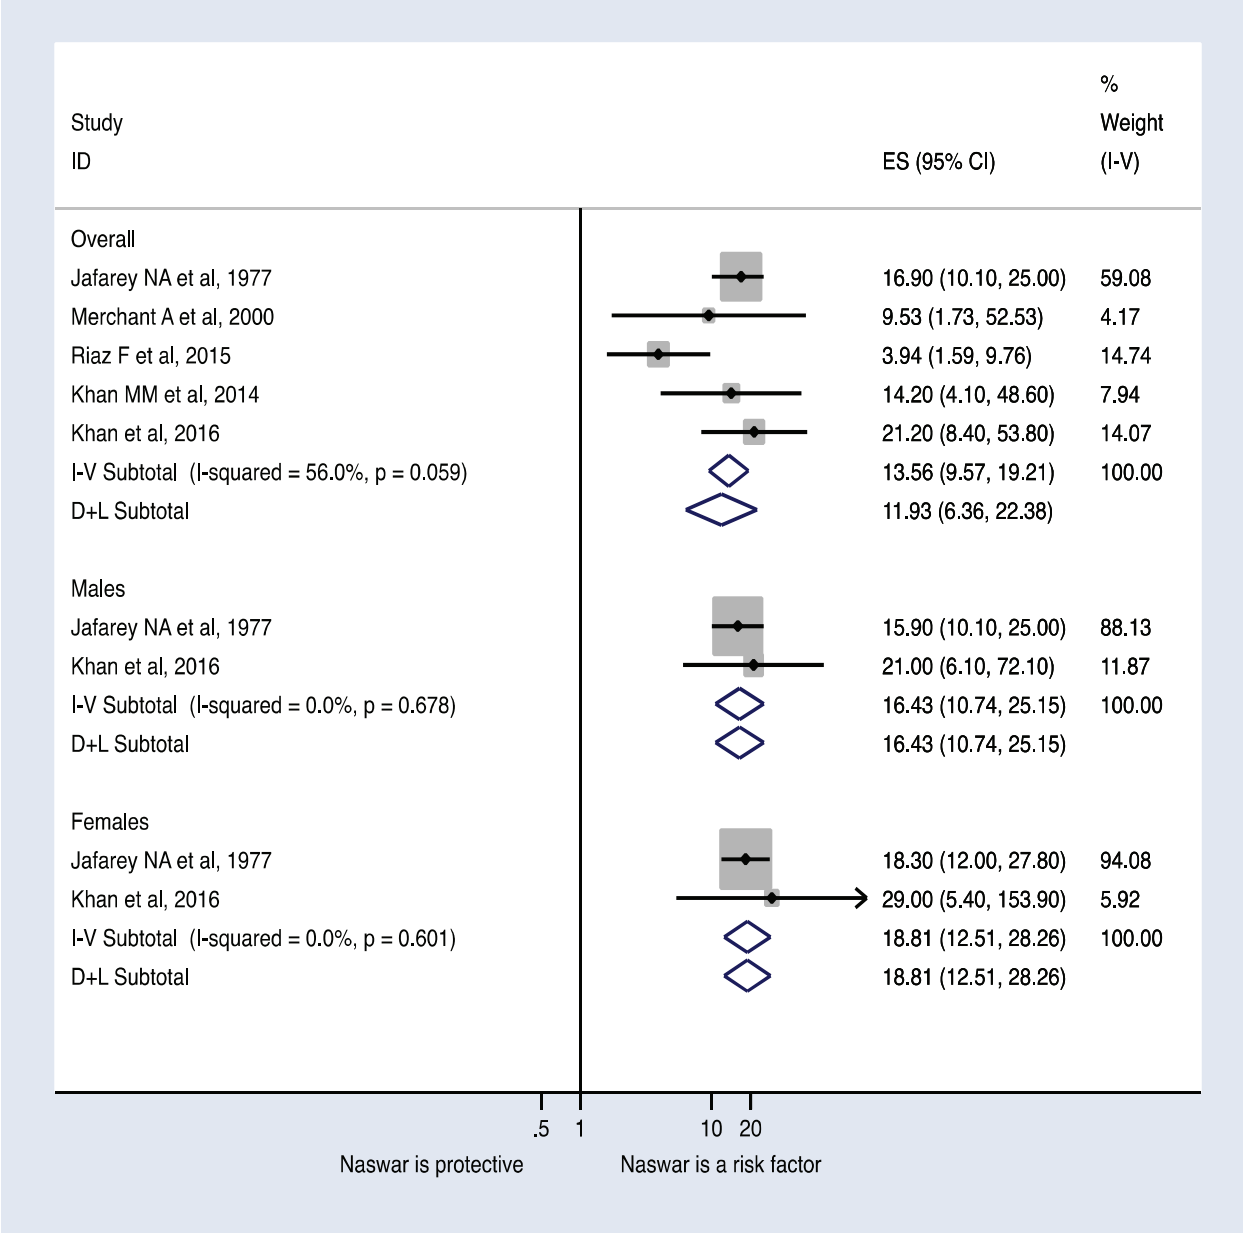 %
Study Weight
ID ES (95% CI) (I-V)
Overall
Jafarey NA et al, 1977 16.90 (10.10, 25.00) 59.08
Merchant A et al, 2000 9.53 (1.73, 52.53) 4.17
Riaz F et al, 2015 3.94 (1.59, 9.76) 14.74
Khan MM et al, 2014 14.20 (4.10, 48.60) 7.94
Khan et al, 2016 21.20 (8.40, 53.80) 14.07
I-V Subtotal (I-squared = 56.0%, p = 0.059) 13.56 (9.57, 19.21) 100.00
D+L Subtotal 11.93 (6.36, 22.38)
Males
Jafarey NA et al, 1977 15.90 (10.10, 25.00) 88.13
Khan et al, 2016 21.00 (6.10, 72.10) 11.87
I-V Subtotal (I-squared = 0.0%, p = 0.678) 16.43 (10.74, 25.15) 100.00
D+L Subtotal 16.43 (10.74, 25.15)
Females
Jafarey NA et al, 1977 18.30 (12.00, 27.80) 94.08
Khan et al, 2016 29.00 (5.40, 153.90) 5.92
I-V Subtotal (I-squared = 0.0%, p = 0.601) 18.81 (12.51, 28.26) 100.00
D+L Subtotal 18.81 (12.51, 28.26)
.5 1 10 20
Naswar is protective Naswar is a risk factor